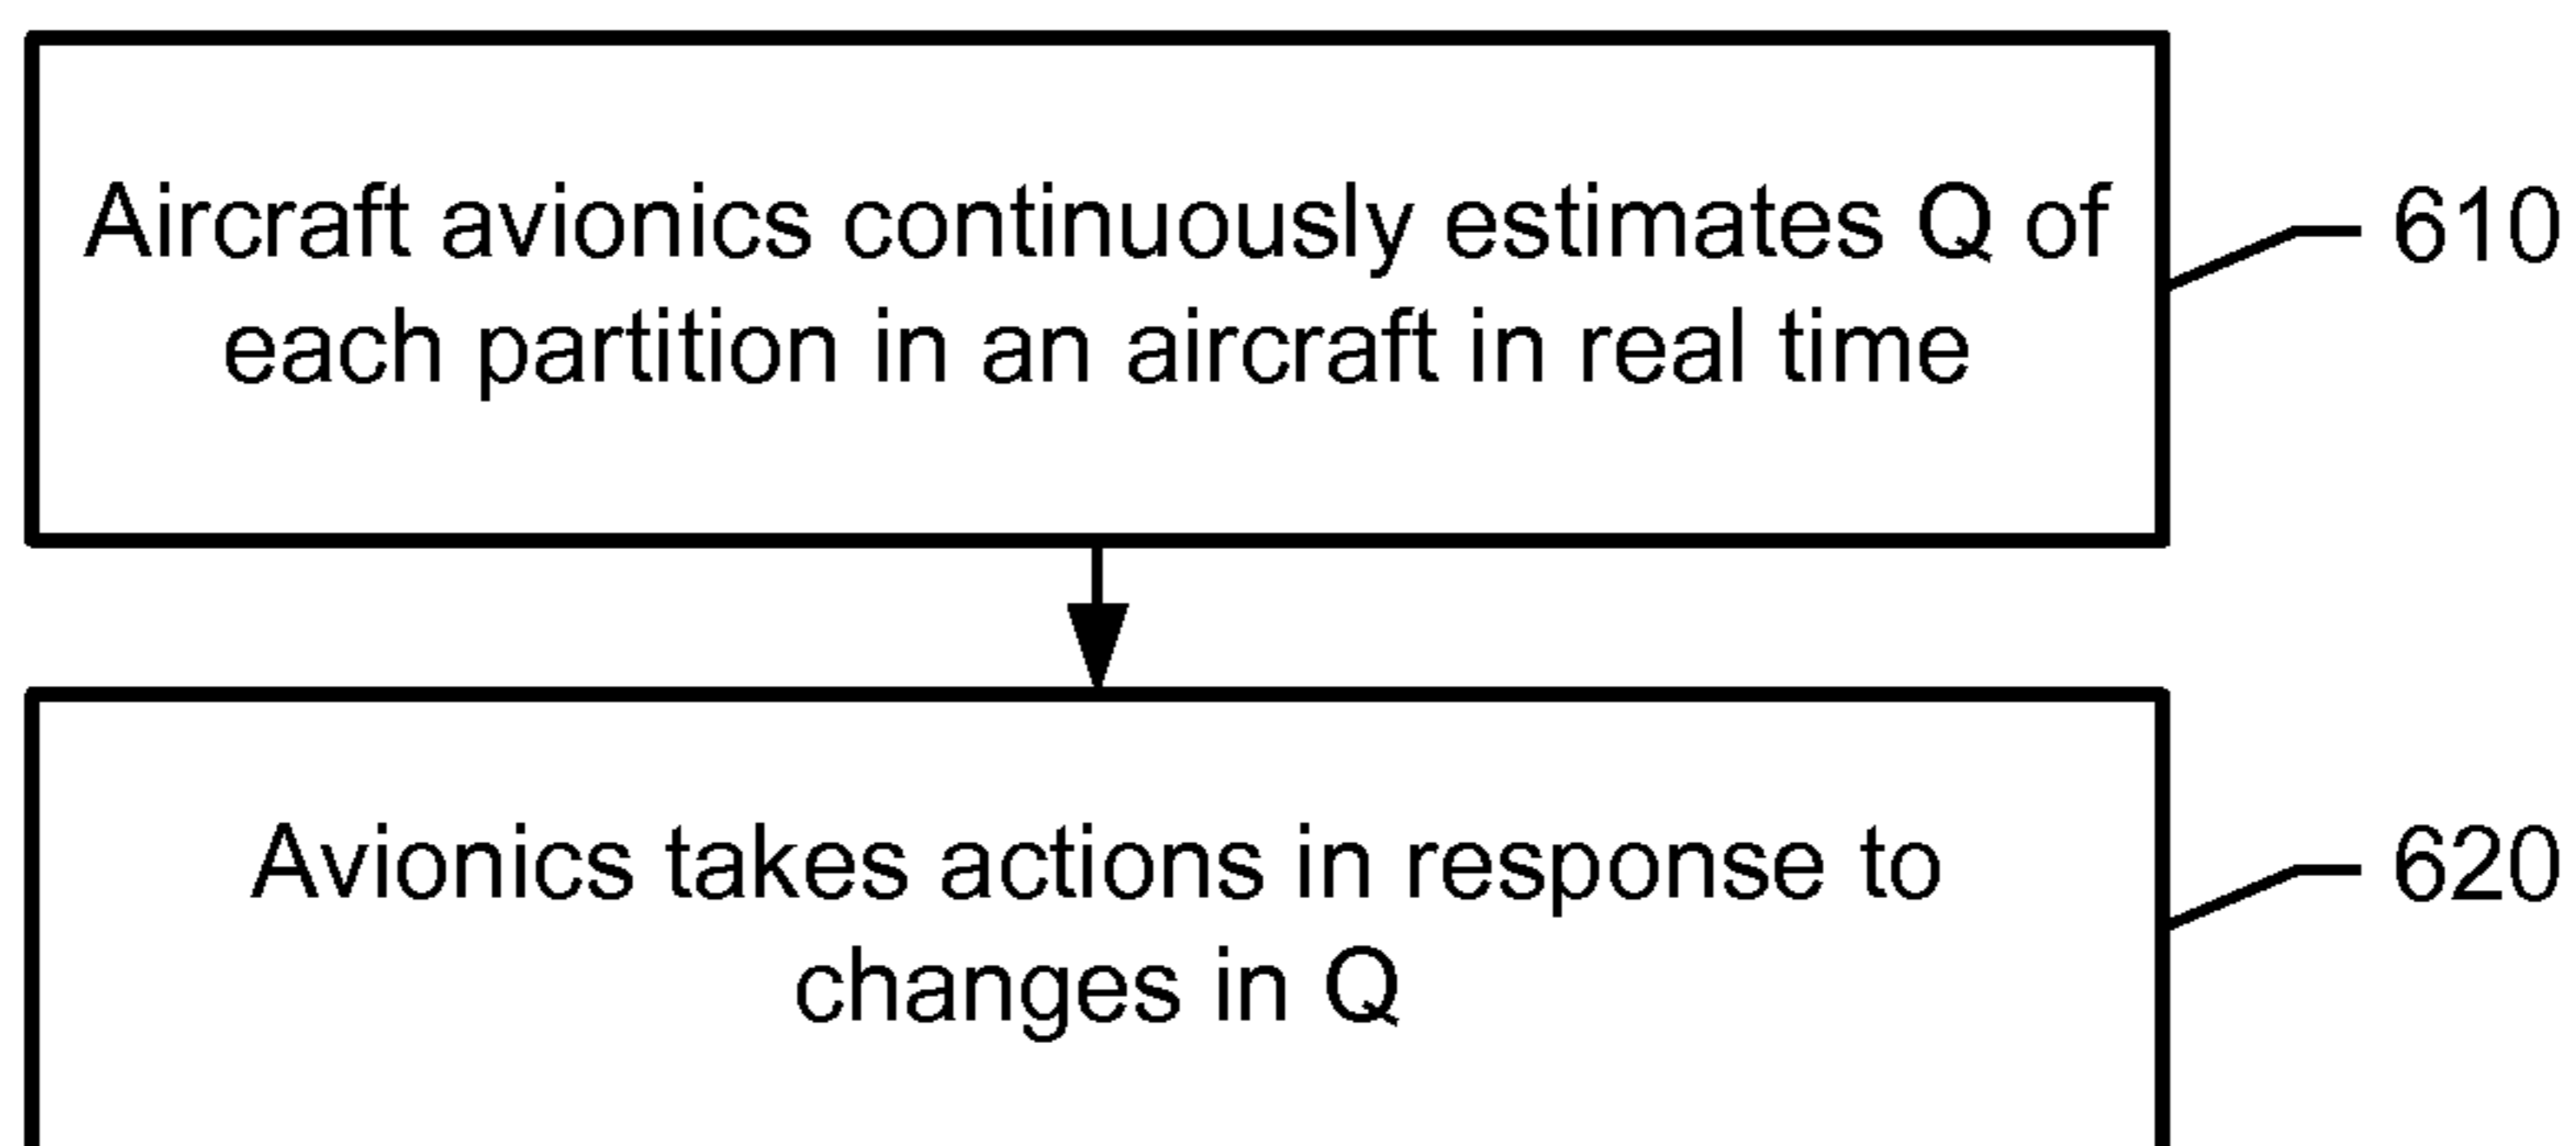 Aircraft avionics continuously estimates Q of
each partition in an aircraft in real time
610
Avionics takes actions in response to
changes in Q
620